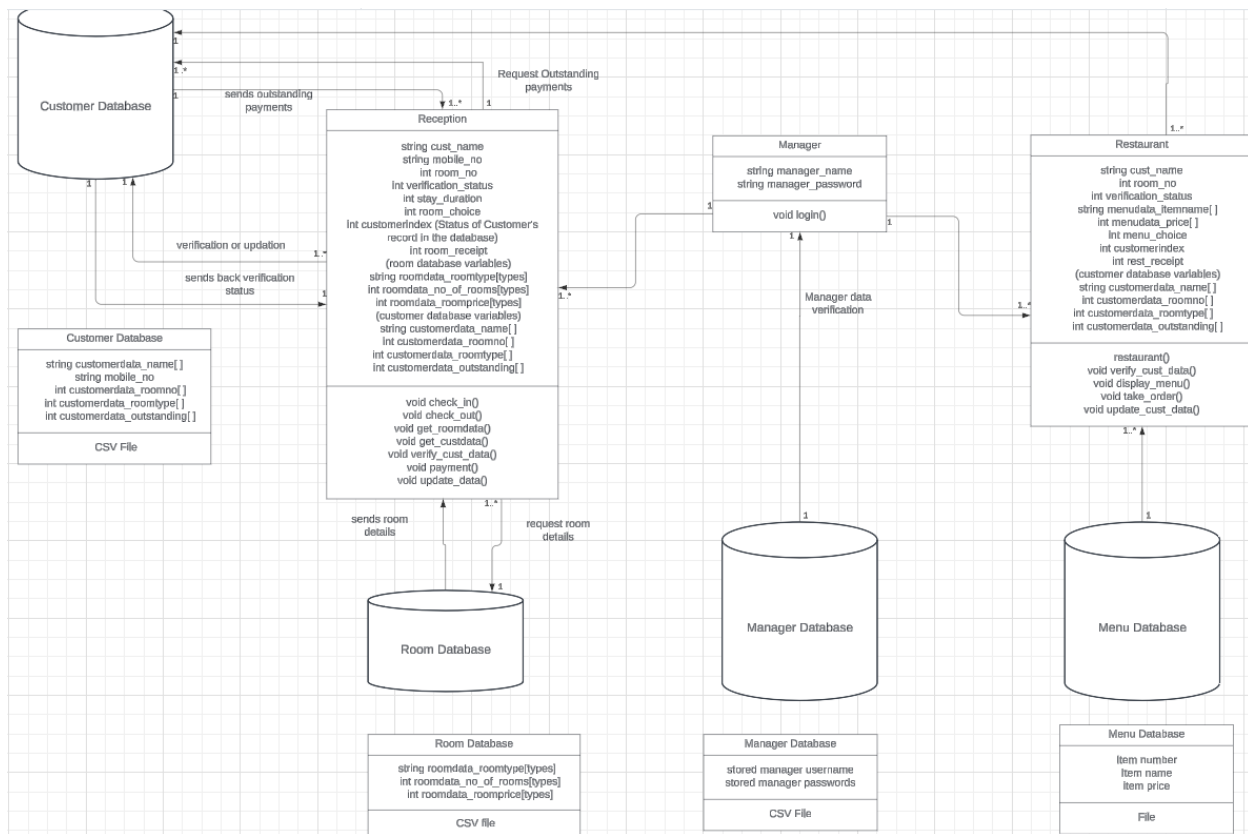 Customer Database
1
1..*
1
sends outstanding
payments
1..*
1
Request Outstanding
payments
1
1
verification or updation
1..*
sends back verification
status
1
Reception
string cust_name
string mobile_no
int room_no
Int verification_status
int stay_duration
int room_choice
Int customerIndex (Status of Customer's
record in the database)
int room_receipt
(room database variables)
string roomdata_roomtype[types]
int roomdata_no_of_rooms[types]
int roomdata_roomprice[types]
(customer database variables)
string customerdata_name[ ]
int customerdata_roomno[ ]
int customerdata_roomtype[ ]
int customerdata_outstanding[ ]
void check_in()
void check_out()
void get_roomdata()
void get_custdata()
void verify_cust_data()
void payment()
void update_data()
1..*
Manager
string manager_name
string manager_password
void login()
1
1
1
1..*
Manager data
verification
1..*
1..*
Restaurant
string cust_name
int room_no
int verification_status
string menudata_itemname[ ]
int menudata_price[ ]
Int menu_choice
int customerindex
int rest_receipt
(customer database variables)
string customerdata_name[ ]
int customerdata_roomno[ ]
int customerdata_roomtype[ ]
int customerdata_outstanding[ ]
restaurant()
void verify_cust_data()
void display_menu()
void take_order()
void update_cust_data()
1..*
Customer Database
string customerdata_name[ ]
string mobile_no
int customerdata_roomno[ ]
int customerdata_roomtype[ ]
int customerdata_outstanding[ ]
CSV File
sends room
details
request room
details
1
1
1
Room Database
Manager Database
Menu Database
Room Database
string roomdata_roomtype[types]
int roomdata_no_of_rooms[types]
int roomdata_roomprice[types]
CSV file
Manager Database
stored manager username
stored manager passwords
CSV File
Menu Database
Item number
Item name
Item price
File